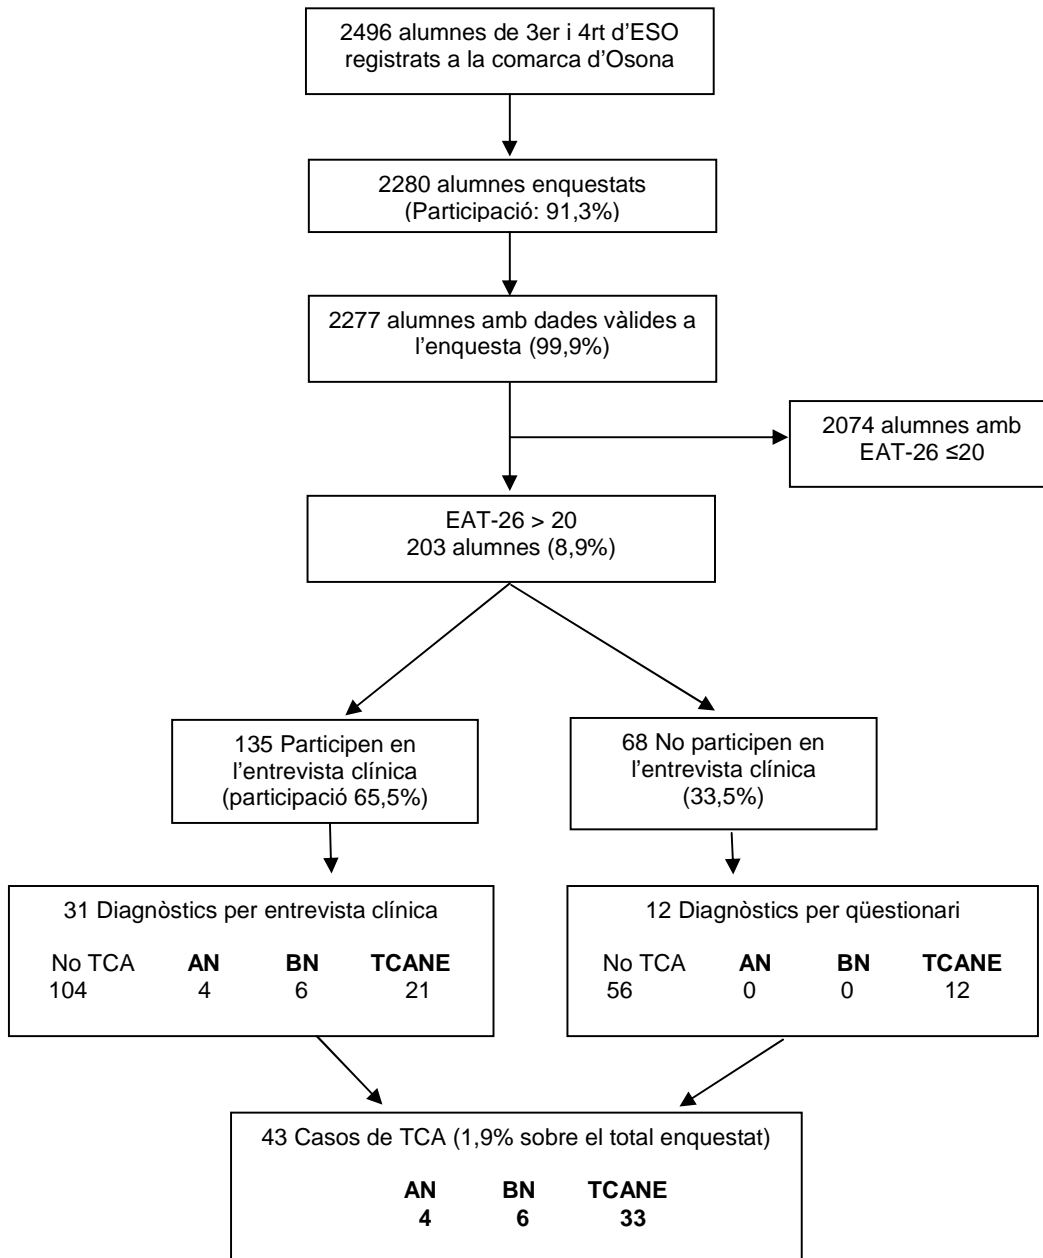 2496 alumnes de 3er i 4rt d’ESO
registrats a la comarca d’Osona
2280 alumnes enquestats
(Participació: 91,3%)
2277 alumnes amb dades vàlides a
l’enquesta (99,9%)
2074 alumnes amb
EAT-26 ≤20
EAT-26 > 20
203 alumnes (8,9%)
135 Participen en
l’entrevista clínica
(participació 65,5%)
68 No participen en
l’entrevista clínica
(33,5%)
31 Diagnòstics per entrevista clínica
No TCA AN BN TCANE
104 4 6 21
12 Diagnòstics per qüestionari
No TCA AN BN TCANE
56 0 0 12
43 Casos de TCA (1,9% sobre el total enquestat)
AN BN TCANE
4 6 33